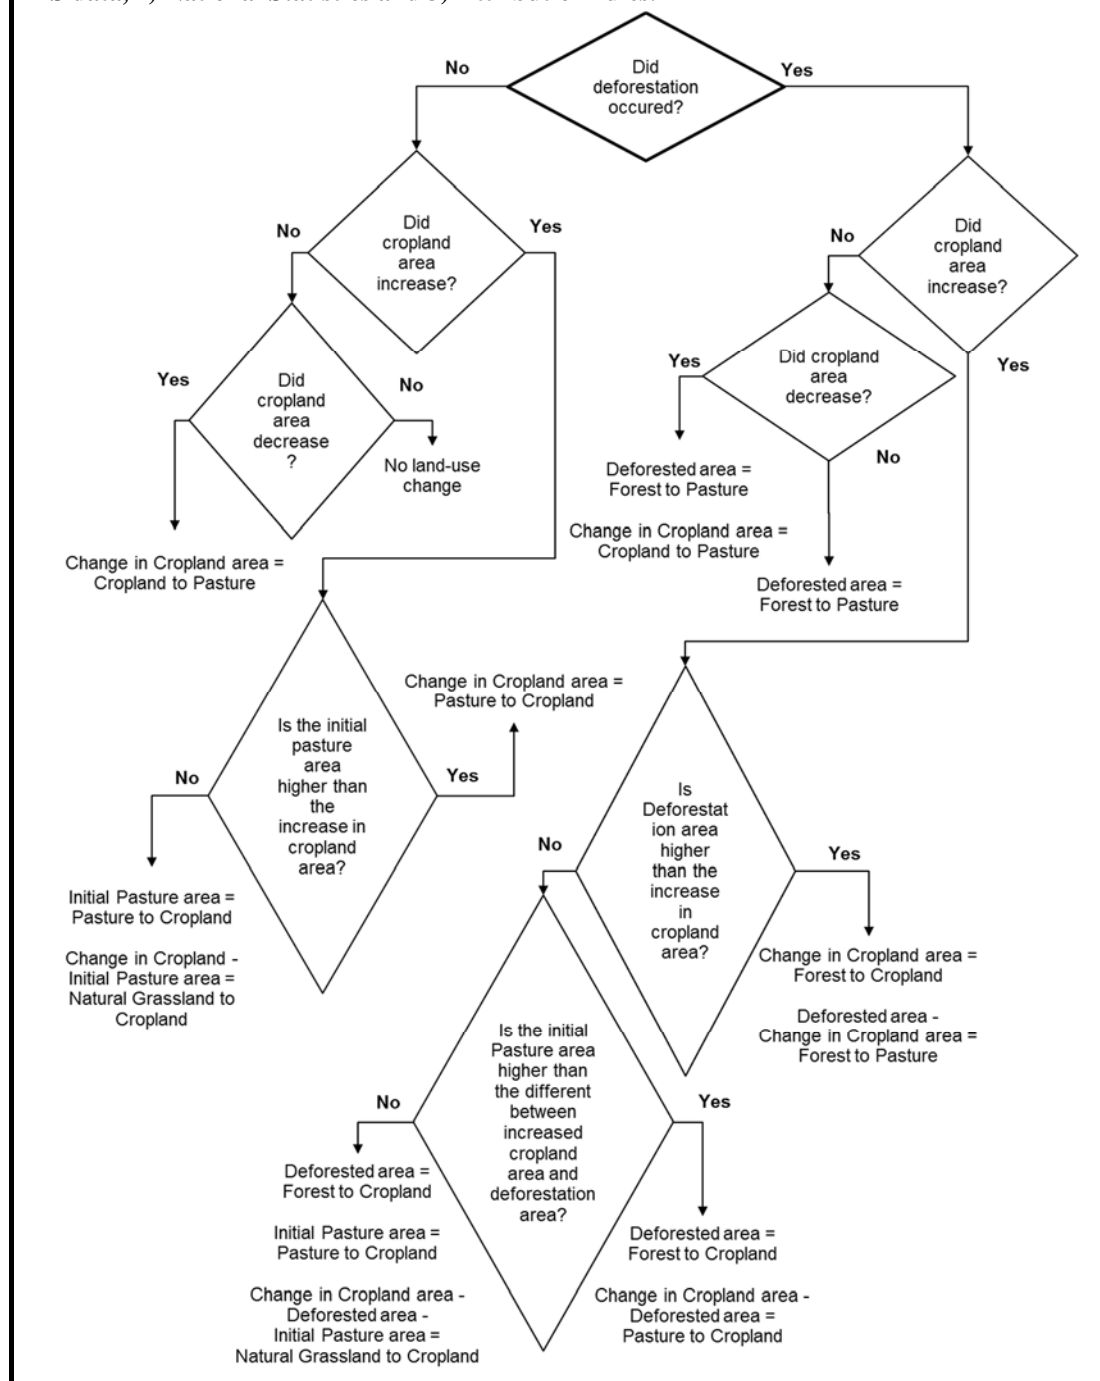 Did
deforestation
occured?
No
Yes
Did
cropland
area
increase?
No
Yes
Did
cropland
area
increase?
No
Yes
Did
cropland
area
decrease
?
Yes
No
No land-use
change
Change in Cropland area =
Cropland to Pasture
Did cropland
area
decrease?
Yes
No
Deforested area =
Forest to Pasture
Change in Cropland area =
Cropland to Pasture
Deforested area =
Forest to Pasture
Is the initial
pasture
area
higher than
the
increase in
cropland
area?
No
Yes
Change in Cropland area =
Pasture to Cropland
Initial Pasture area =
Pasture to Cropland
Change in Cropland -
Initial Pasture area =
Natural Grassland to
Cropland
Is
Deforestat
ion area
higher
than the
increase
in
cropland
area?
No
Yes
Change in Cropland area =
Forest to Cropland
Deforested area -
Change in Cropland area =
Forest to Pasture
Is the initial
Pasture area
higher than
the different
between
increased
cropland
area and
deforestation
area?
No
Yes
Deforested area =
Forest to Cropland
Initial Pasture area =
Pasture to Cropland
Change in Cropland area -
Deforested area -
Initial Pasture area =
Natural Grassland to Cropland
Deforested area =
Forest to Cropland
Change in Cropland area -
Deforested area =
Pasture to Cropland